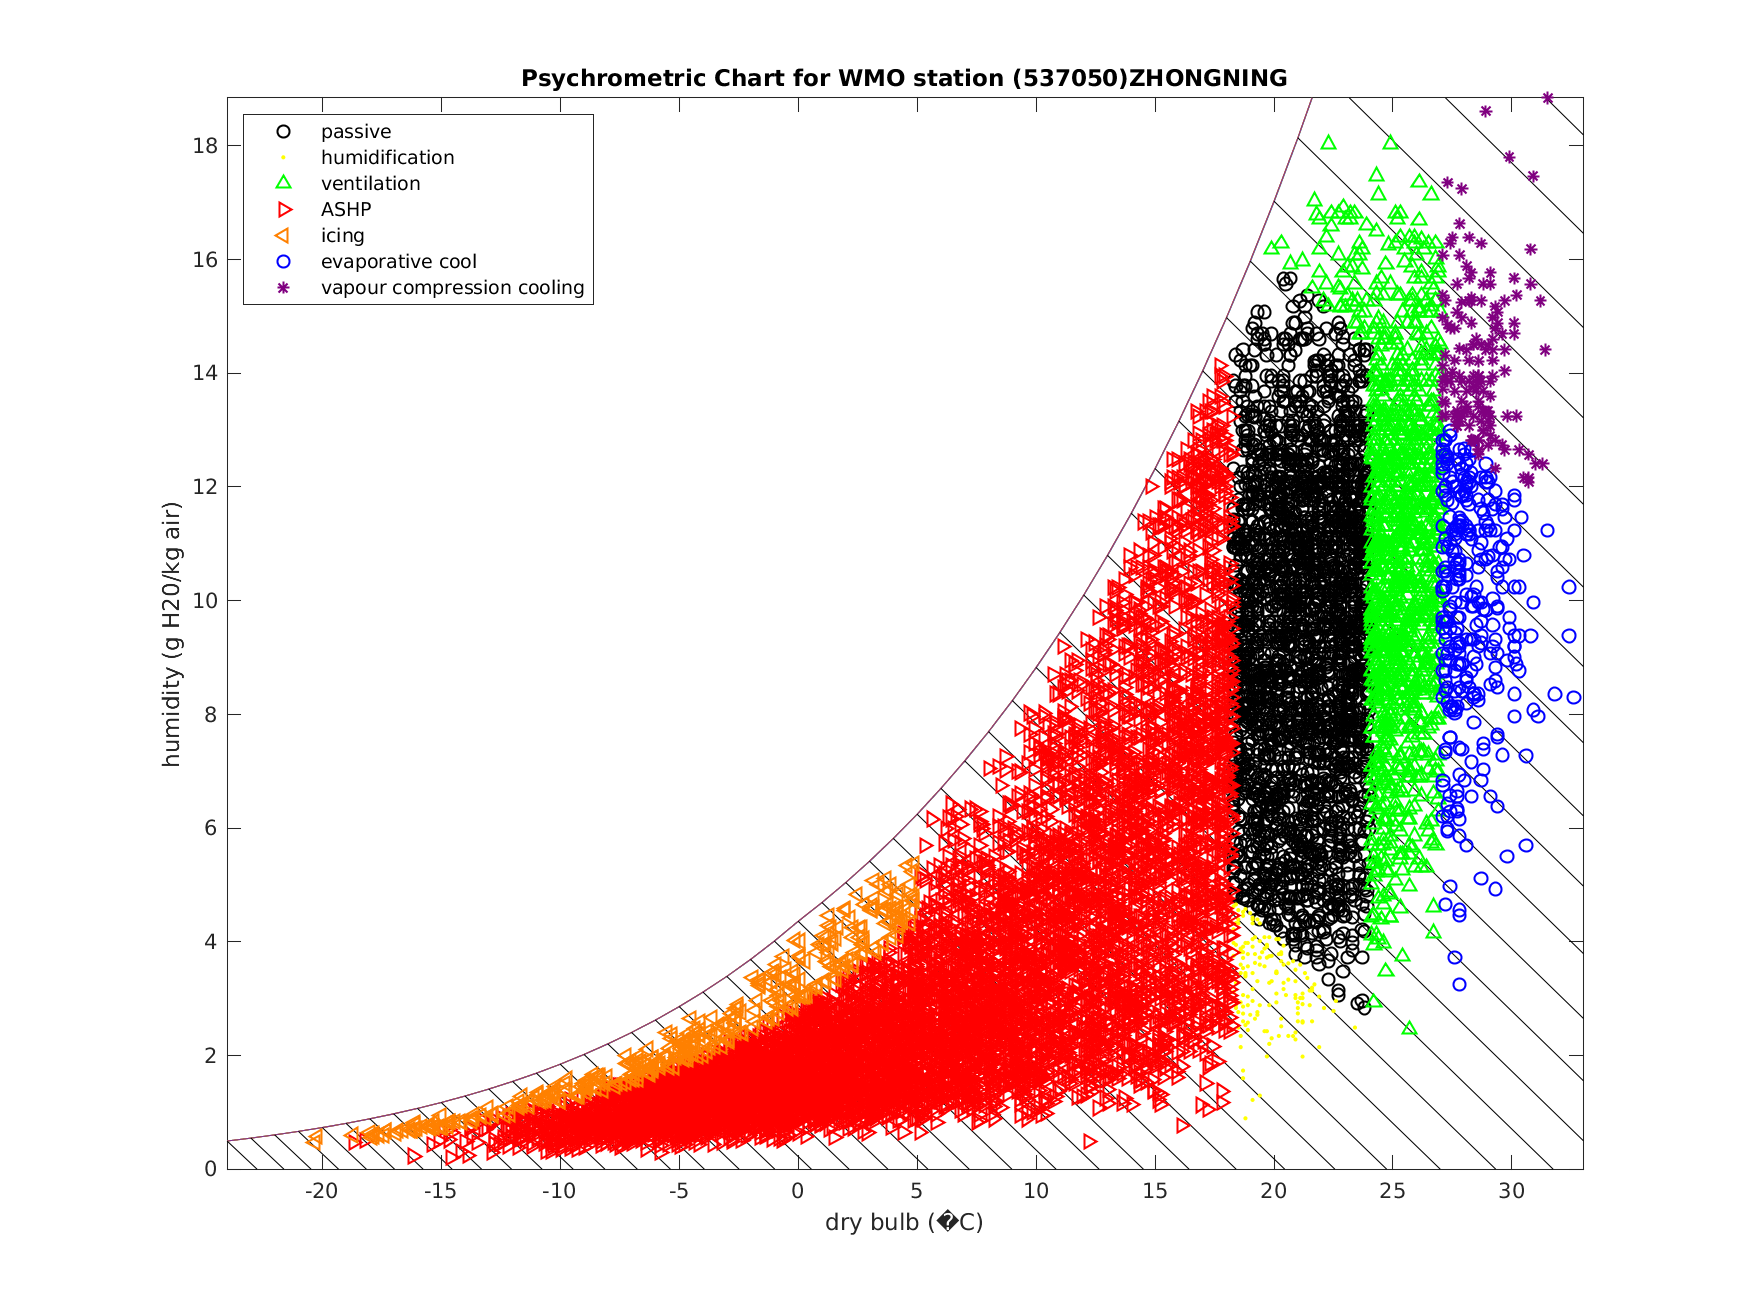 Psychrometric Chart for WMO station (537050)ZHONGNING
passive
humidification
ventilation
ASHP
icing
evaporative cool
vapour compression cooling
humidity (g H20/kg air)
18
16
14
12
10
8
6
4
2
0
-20 -15 -10 -5 0 5 10 15 20 25 30
dry bulb (�C)